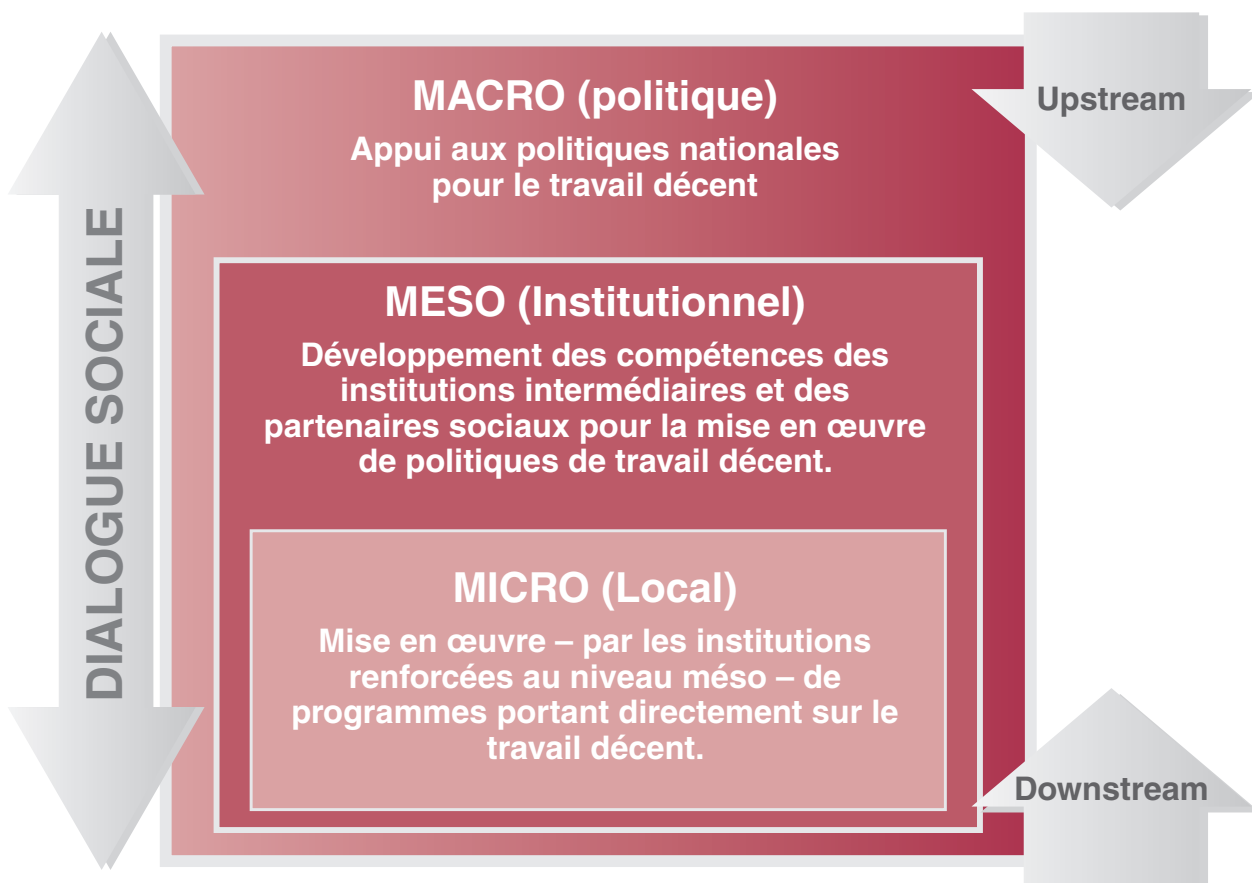 MACRO (politique)
Appui aux politiques nationales
pour le travail décent
Upstream
DIALOGUE SOCIALE
MESO (Institutionnel)
Développement des compétences des
institutions intermédiaires et des
partenaires sociaux pour la mise en œuvre
de politiques de travail décent.
MICRO (Local)
Mise en œuvre – par les institutions
renforcées au niveau méso – de
programmes portant directement sur le
travail décent.
Downstream